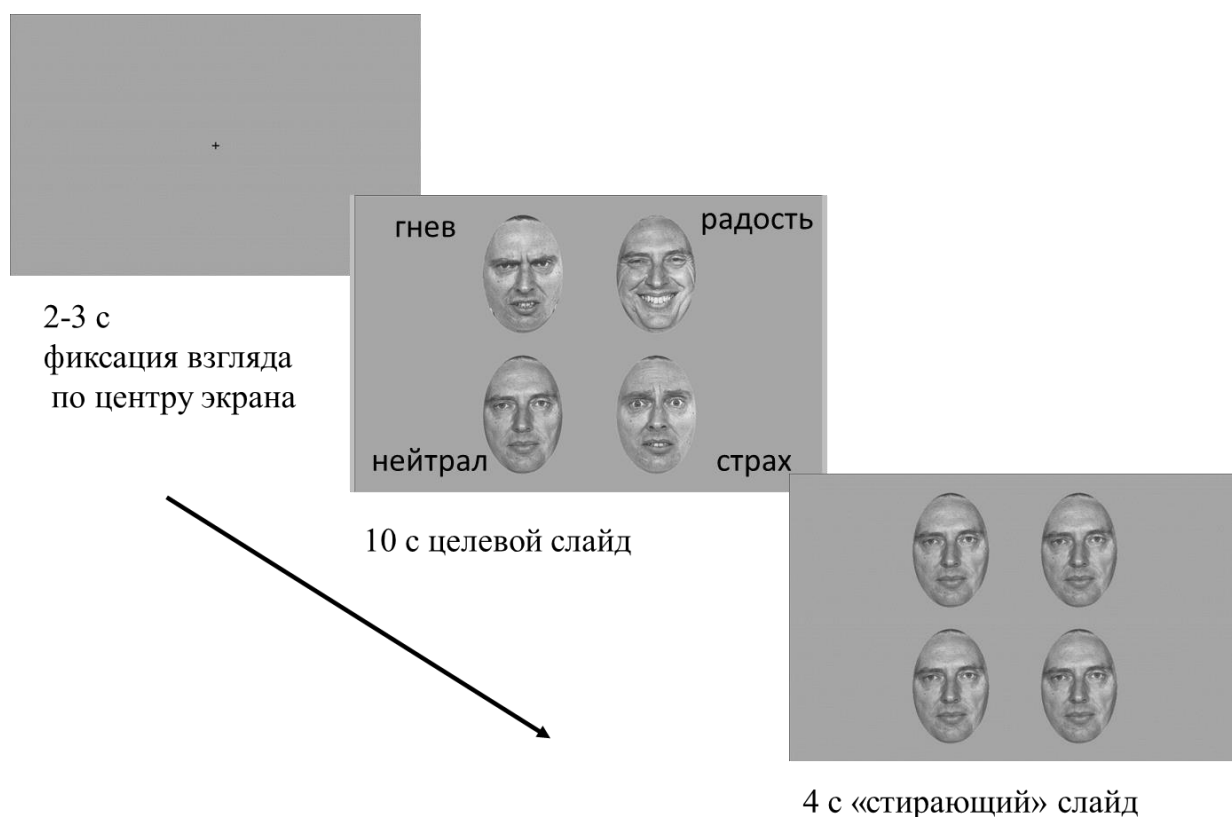 гнев
радость
2-3 с
фиксация взгляда
по центру экрана
нейтрал
страх
10 с целевой слайд
4 с «стирающий» слайд